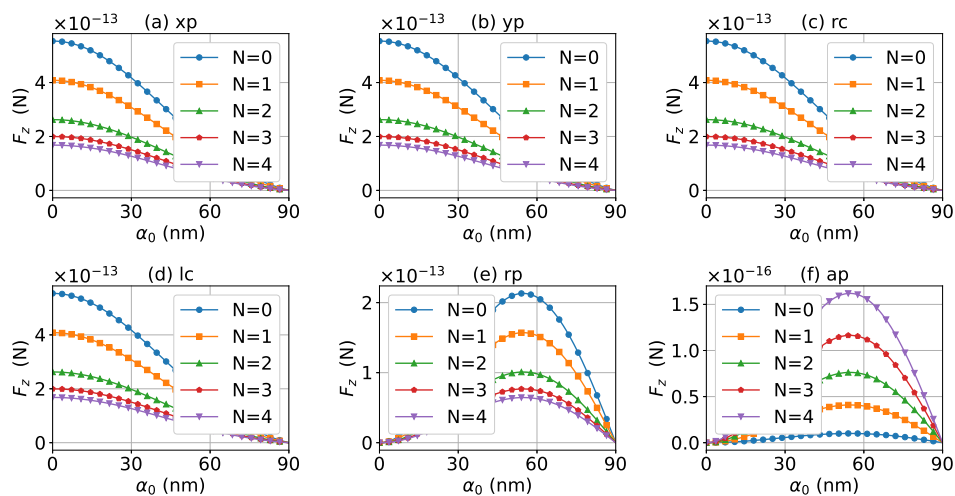 ×10−13 (a) xp
F_z (N)
4
2
0
N=0
N=1
N=2
N=3
N=4
0 30 60 90
α_0 (nm)
×10−13 (b) yp
F_z (N)
4
2
0
N=0
N=1
N=2
N=3
N=4
0 30 60 90
α_0 (nm)
×10−13 (c) rc
F_z (N)
4
2
0
N=0
N=1
N=2
N=3
N=4
0 30 60 90
α_0 (nm)
×10−13 (d) lc
F_z (N)
4
2
0
N=0
N=1
N=2
N=3
N=4
0 30 60 90
α_0 (nm)
×10−13 (e) rp
F_z (N)
2
1
0
N=0
N=1
N=2
N=3
N=4
0 30 60 90
α_0 (nm)
×10−16 (f) ap
F_z (N)
1.5
1.0
0.5
0.0
N=0
N=1
N=2
N=3
N=4
0 30 60 90
α_0 (nm)